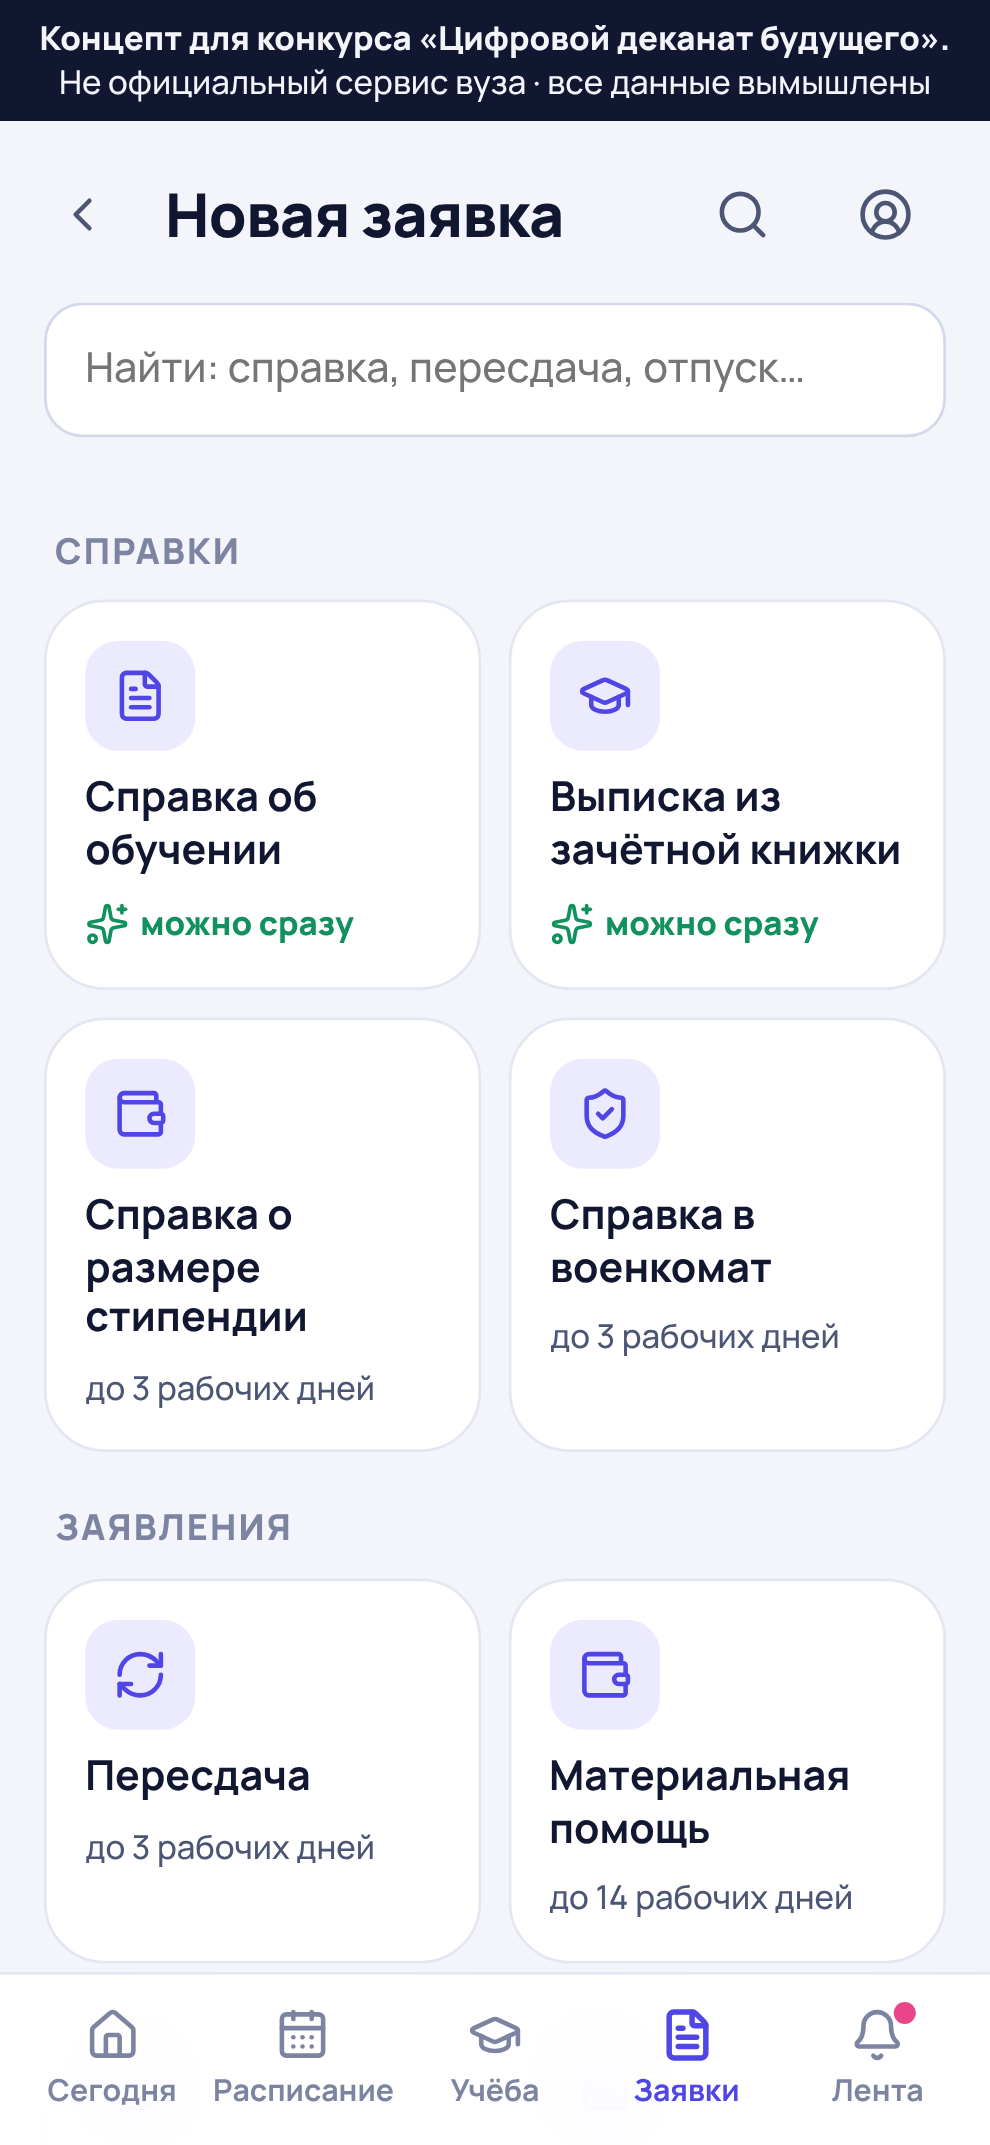 Концепт для конкурса «Цифровой деканат будущего».
Не официальный сервис вуза · все данные вымышлены
Новая заявка
Найти: справка, пересдача, отпуск...
СПРАВКИ
Справка об
обучении
можно сразу
Выписка из
зачётной книжки
можно сразу
Справка о
размере
стипендии
до 3 рабочих дней
Справка в
военкомат
до 3 рабочих дней
ЗАЯВЛЕНИЯ
Пересдача
до 3 рабочих дней
Материальная
помощь
до 14 рабочих дней
Сегодня
Расписание
Учёба
Заявки
Лента